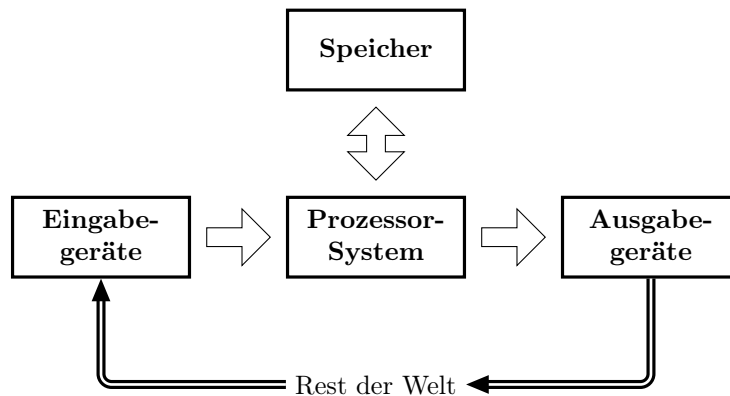 Speicher
Eingabe-
geräte
Prozessor-
System
Ausgabe-
geräte
Rest der Welt